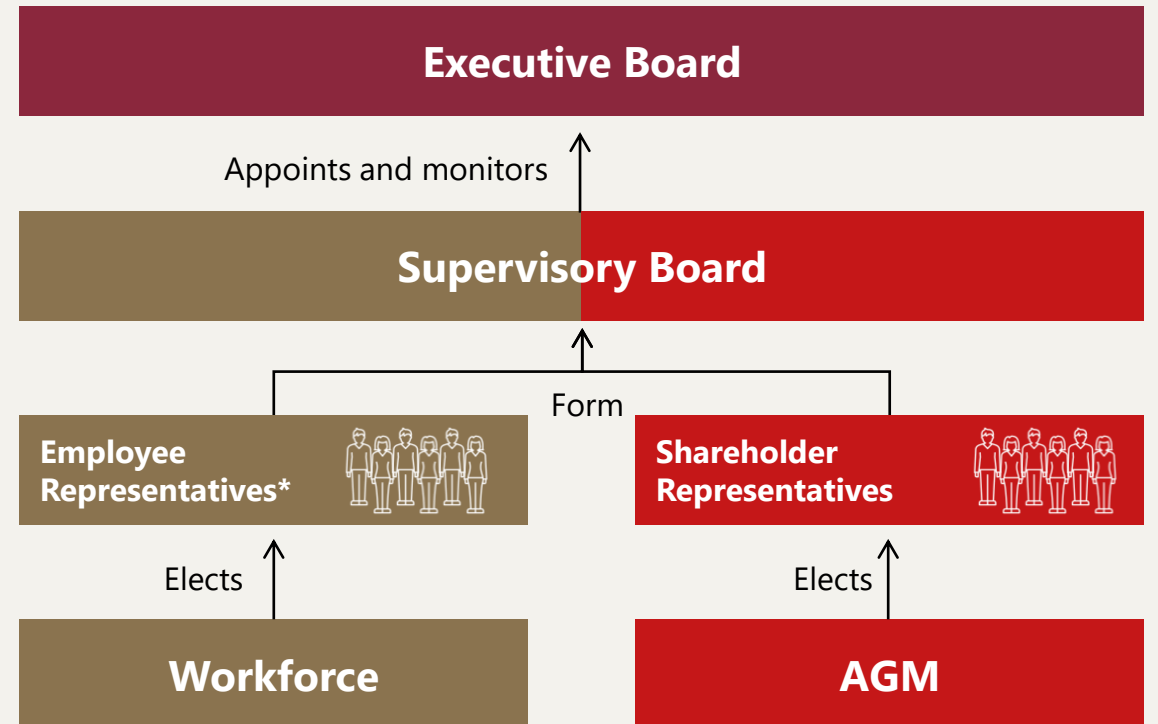 Executive Board
Appoints and monitors
Supervisory Board
Form
Employee
Representatives*
Shareholder
Representatives
Elects
Elects
Workforce
AGM